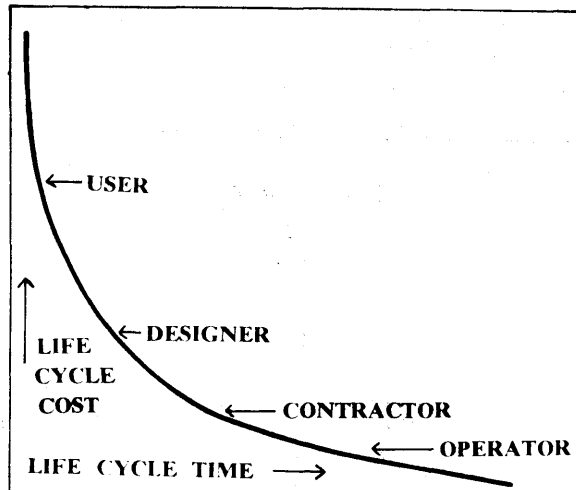 USER
DESIGNER
LIFE
CYCLE
COST
CONTRACTOR
OPERATOR
LIFE CYCLE TIME